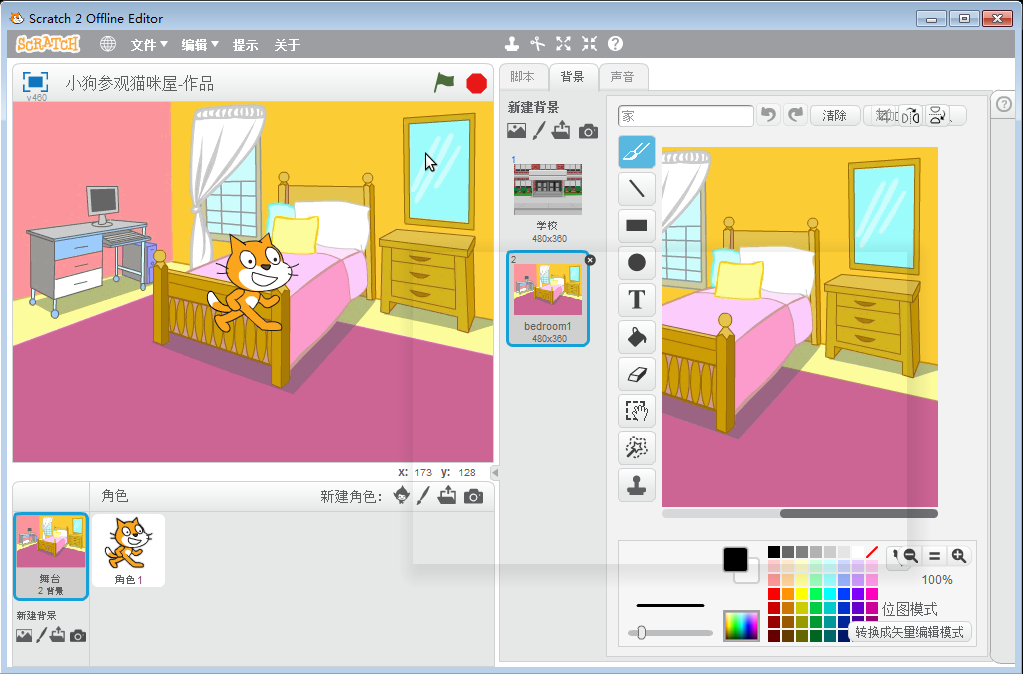 Scratch 2 Offline Editor
SCRATCH 文件 编辑 提示 关于
v460
小狗参观猫咪屋-作品
脚本 背景 声音
新建背景
家
清除
1
学校
480x360
2
bedroom1
480x360
T
x: 173 y: 128
角色
新建角色:
舞台
2 背景
角色1
新建背景
100%
位图模式
转换成矢量编辑模式